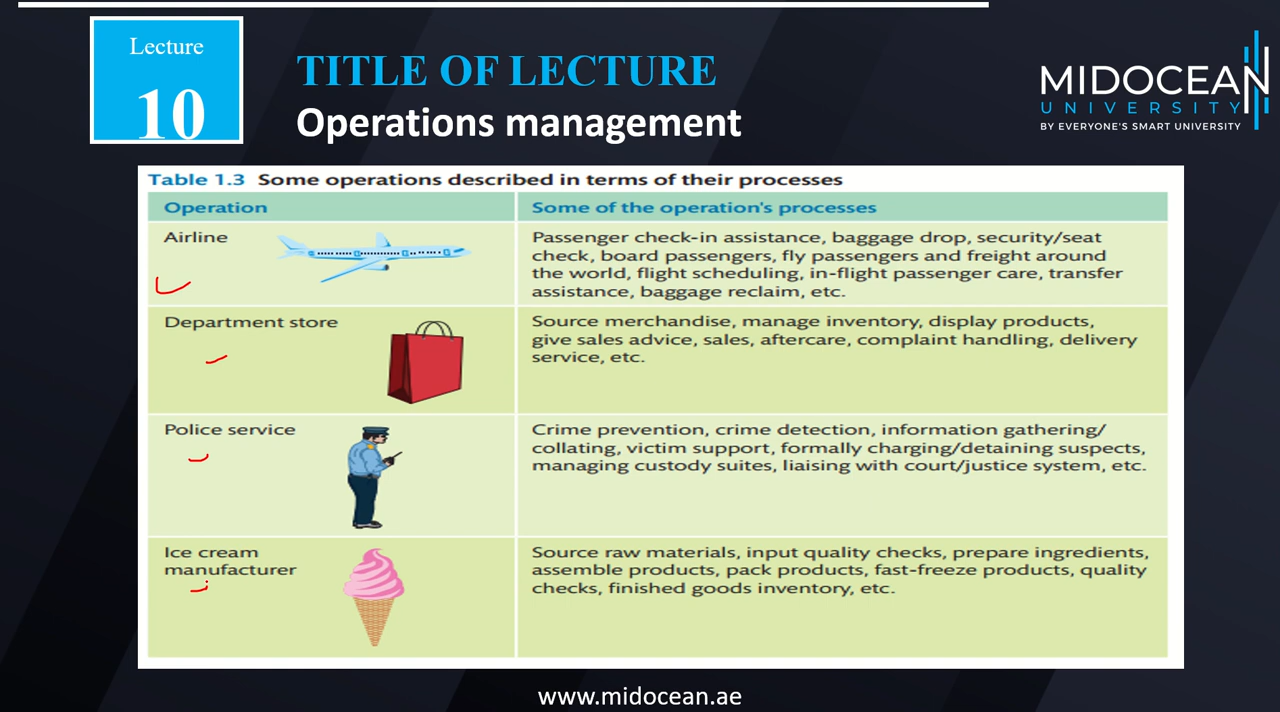 Lecture
10
TITLE OF LECTURE
Operations management
MIDOCEAN
UNIVERSITY
BY EVERYONE'S SMART UNIVERSITY
Table 1.3 Some operations described in terms of their processes
Operation
Some of the operation's processes
Airline
Passenger check-in assistance, baggage drop, security/seat
check, board passengers, fly passengers and freight around
the world, flight scheduling, in-flight passenger care, transfer
assistance, baggage reclaim, etc.
Department store
Source merchandise, manage inventory, display products,
give sales advice, sales, aftercare, complaint handling, delivery
service, etc.
Police service
Crime prevention, crime detection, information gathering/
collating, victim support, formally charging/detaining suspects,
managing custody suites, liaising with court/justice system, etc.
Ice cream
manufacturer
Source raw materials, input quality checks, prepare ingredients,
assemble products, pack products, fast-freeze products, quality
checks, finished goods inventory, etc.
www.midocean.ae